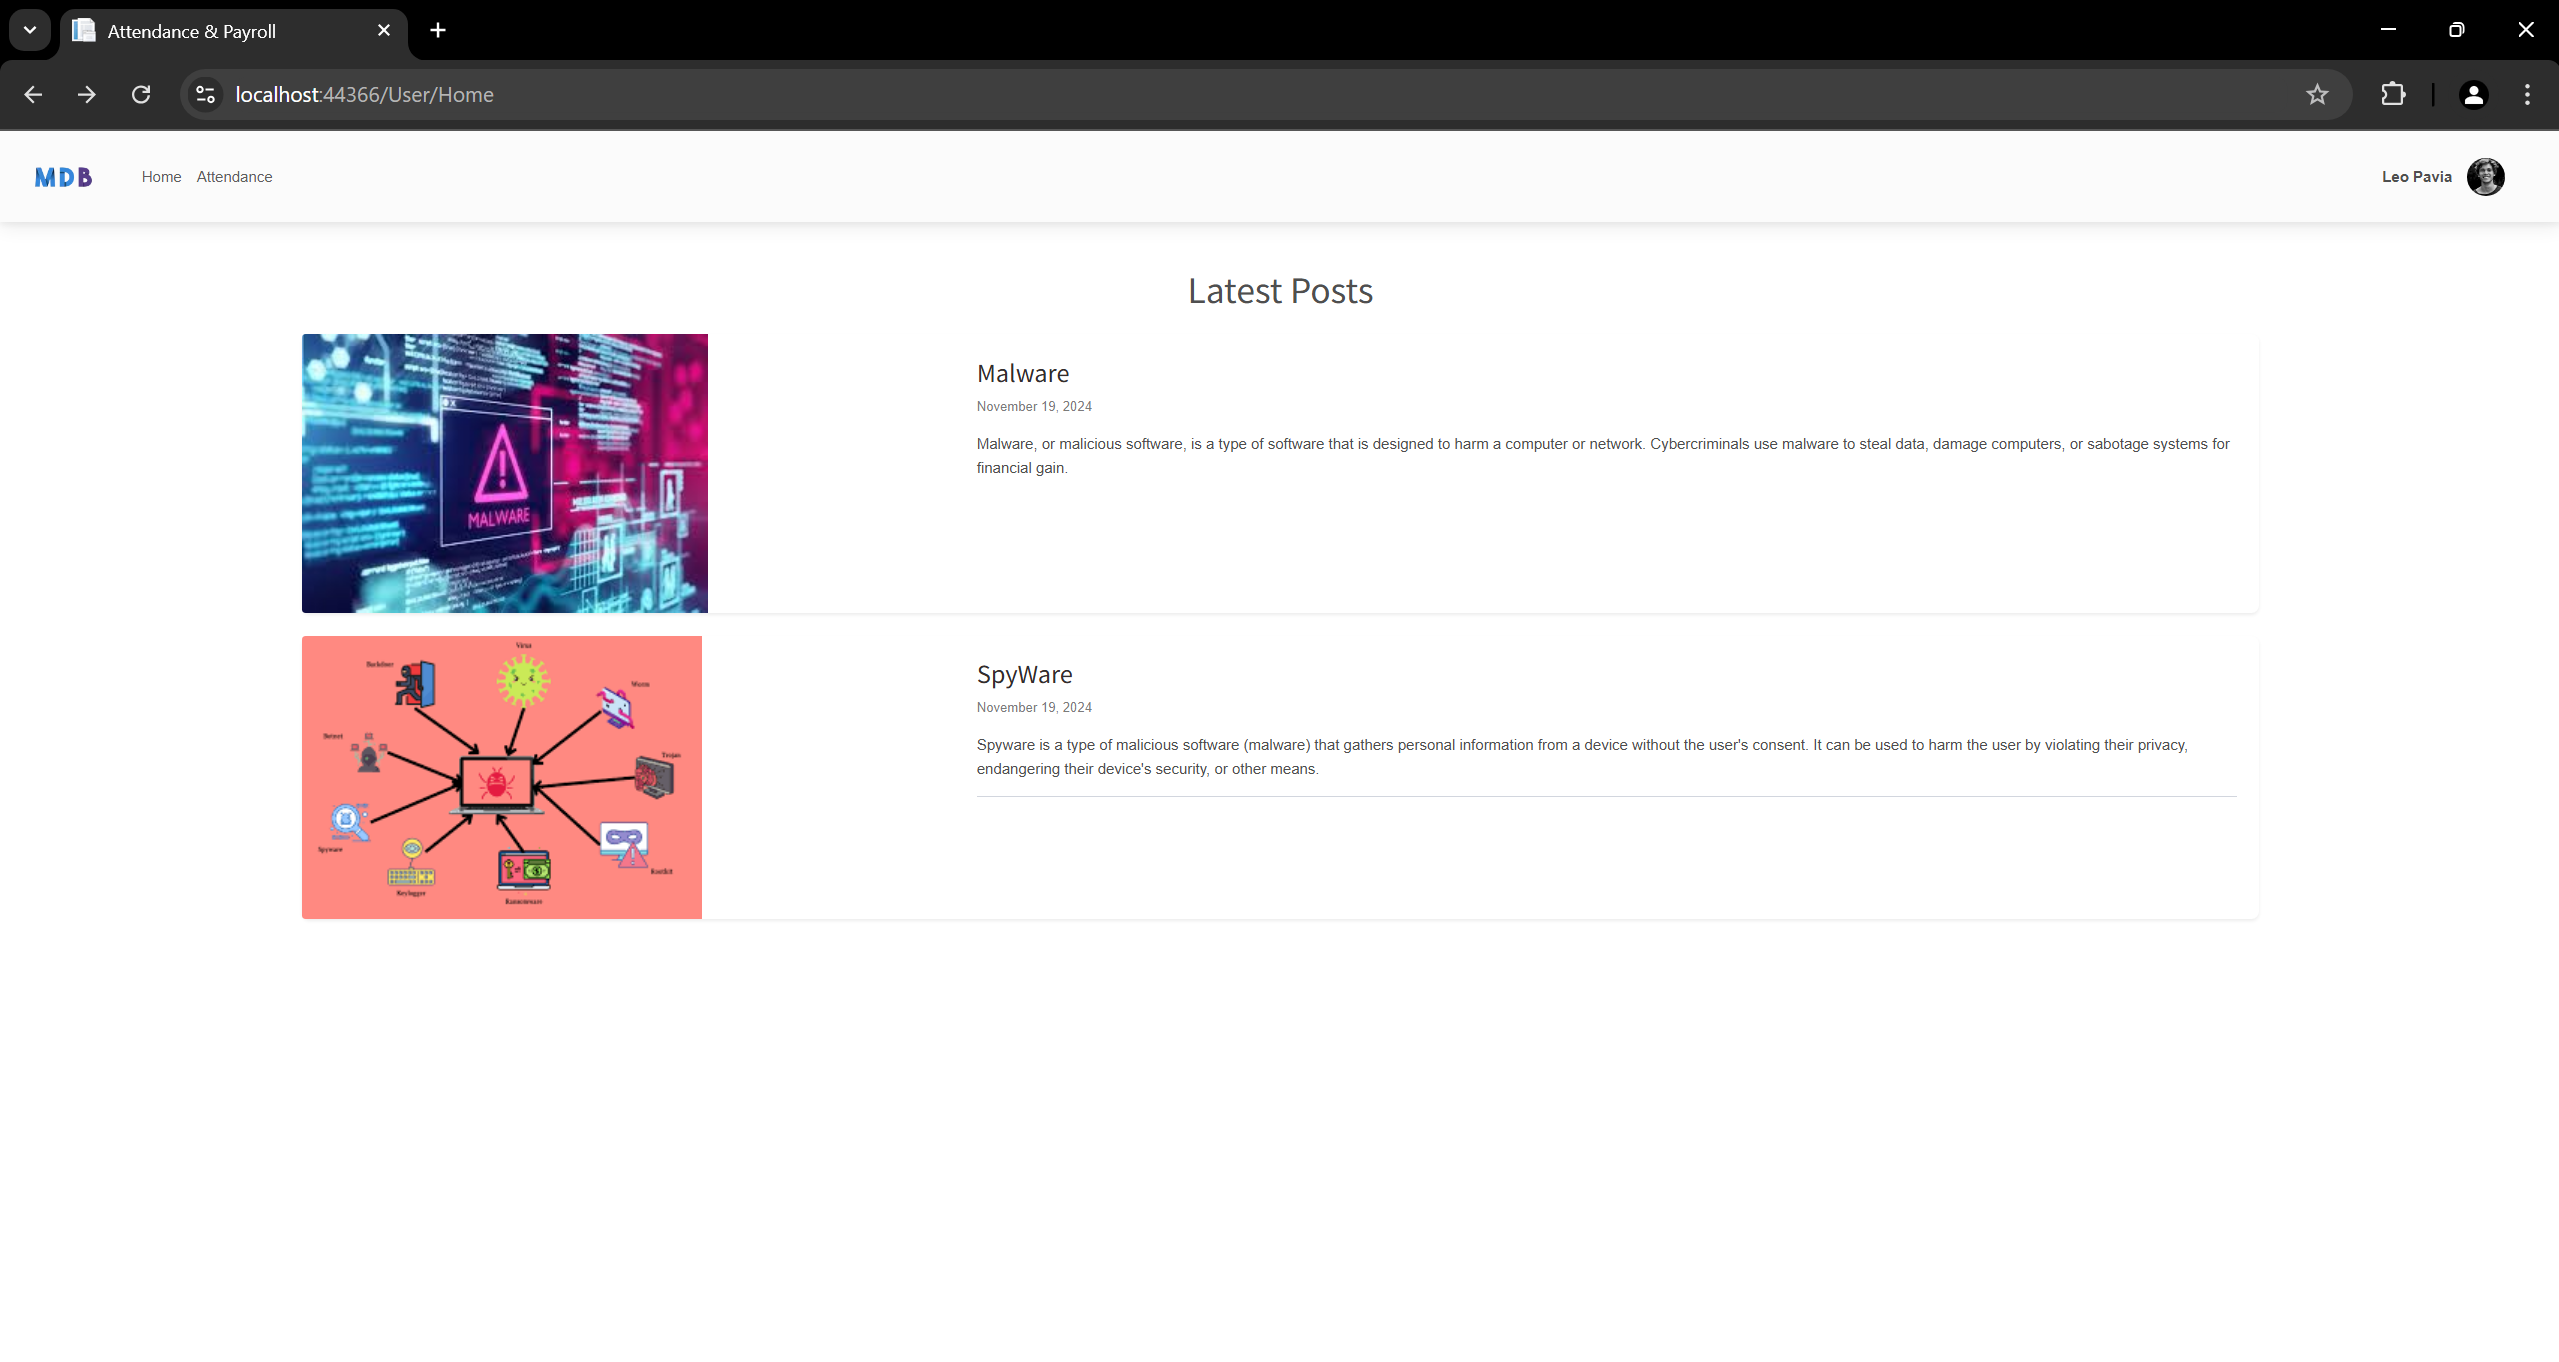 Attendance & Payroll
localhost:44366/User/Home
MDB
Home
Attendance
Leo Pavia
Latest Posts
MALWARE
Malware
November 19, 2024
Malware, or malicious software, is a type of software that is designed to harm a computer or network. Cybercriminals use malware to steal data, damage computers, or sabotage systems for
financial gain.
Virus
Backdoor
Worm
Botnet
Trojan
Spyware
Rootkit
Keylogger
Ransomware
SpyWare
November 19, 2024
Spyware is a type of malicious software (malware) that gathers personal information from a device without the user's consent. It can be used to harm the user by violating their privacy,
endangering their device's security, or other means.